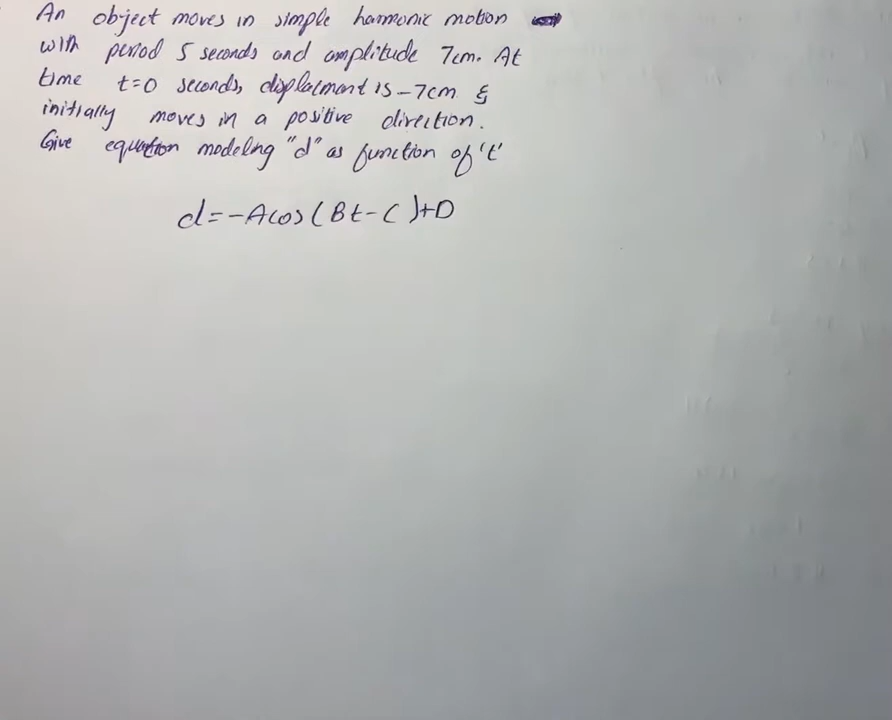 An object moves in simple harmonic motion
with period 5 seconds and amplitude 7cm. At
time t=0 seconds, displacment is -7cm &
initially moves in a positive direction.
Give equation modeling "d" as function of 't'
d=-Acos(Bt-C)+D